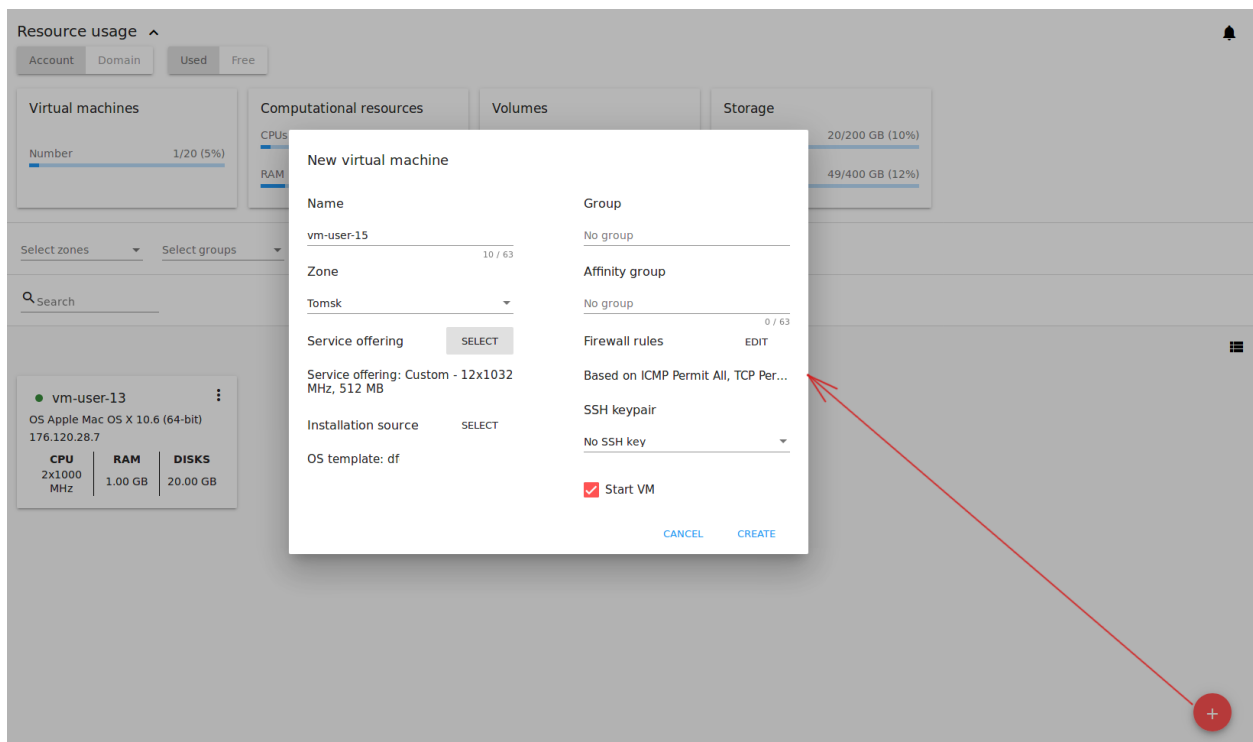 Resource usage
Account Domain Used Free
Virtual machines
Number 1/20 (5%)
Computational resources
CPUs
RAM
Volumes
Storage
20/200 GB (10%)
49/400 GB (12%)
Select zones Select groups
Search
vm-user-13
OS Apple Mac OS X 10.6 (64-bit)
176.120.28.7
CPU RAM DISKS
2x1000 MHz 1.00 GB 20.00 GB
New virtual machine
Name
vm-user-15
10 / 63
Zone
Tomsk
Service offering SELECT
Service offering: Custom - 12x1032
MHz, 512 MB
Installation source SELECT
OS template: df
Group
No group
Affinity group
No group
0 / 63
Firewall rules EDIT
Based on ICMP Permit All, TCP Per...
SSH keypair
No SSH key
Start VM
CANCEL CREATE
+